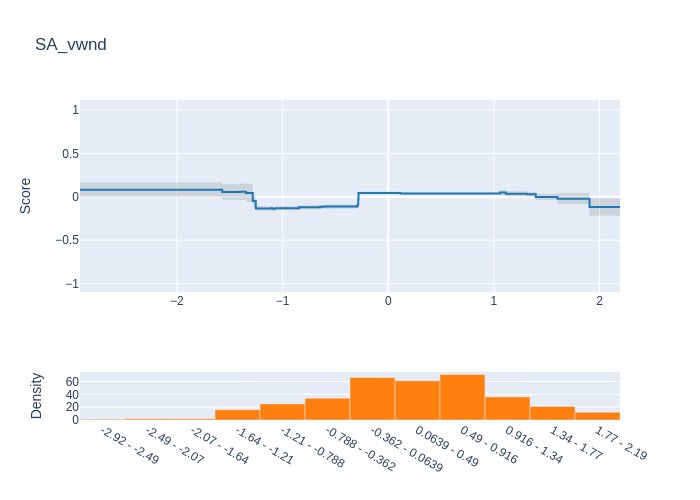 SA_vwnd
Score
1
0.5
0
−0.5
−1
−2
−1
0
1
2
Density
60
40
20
0
-2.92 - -2.49
-2.49 - -2.07
-2.07 - -1.64
-1.64 - -1.21
-1.21 - -0.788
-0.788 - -0.362
-0.362 - 0.0639
0.0639 - 0.49
0.49 - 0.916
0.916 - 1.34
1.34 - 1.77
1.77 - 2.19